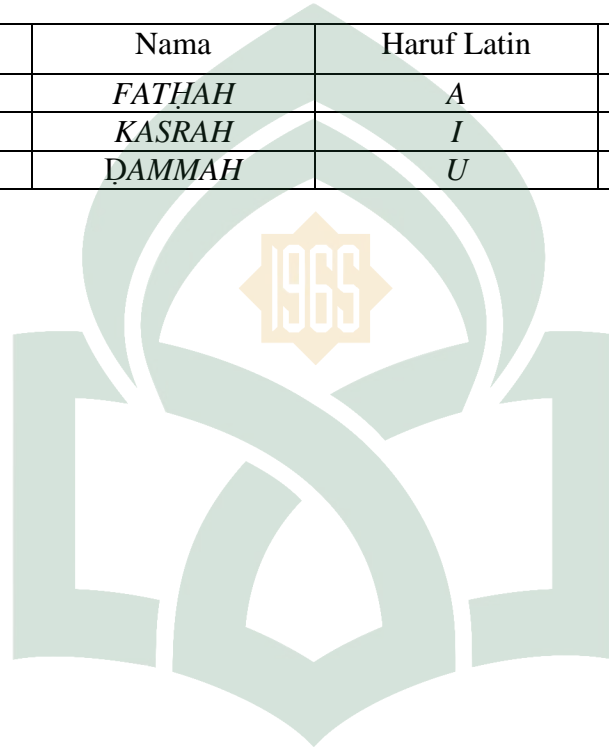 Nama Haruf Latin
FATḤAH A
KASRAH I
ḌAMMAH U
1965